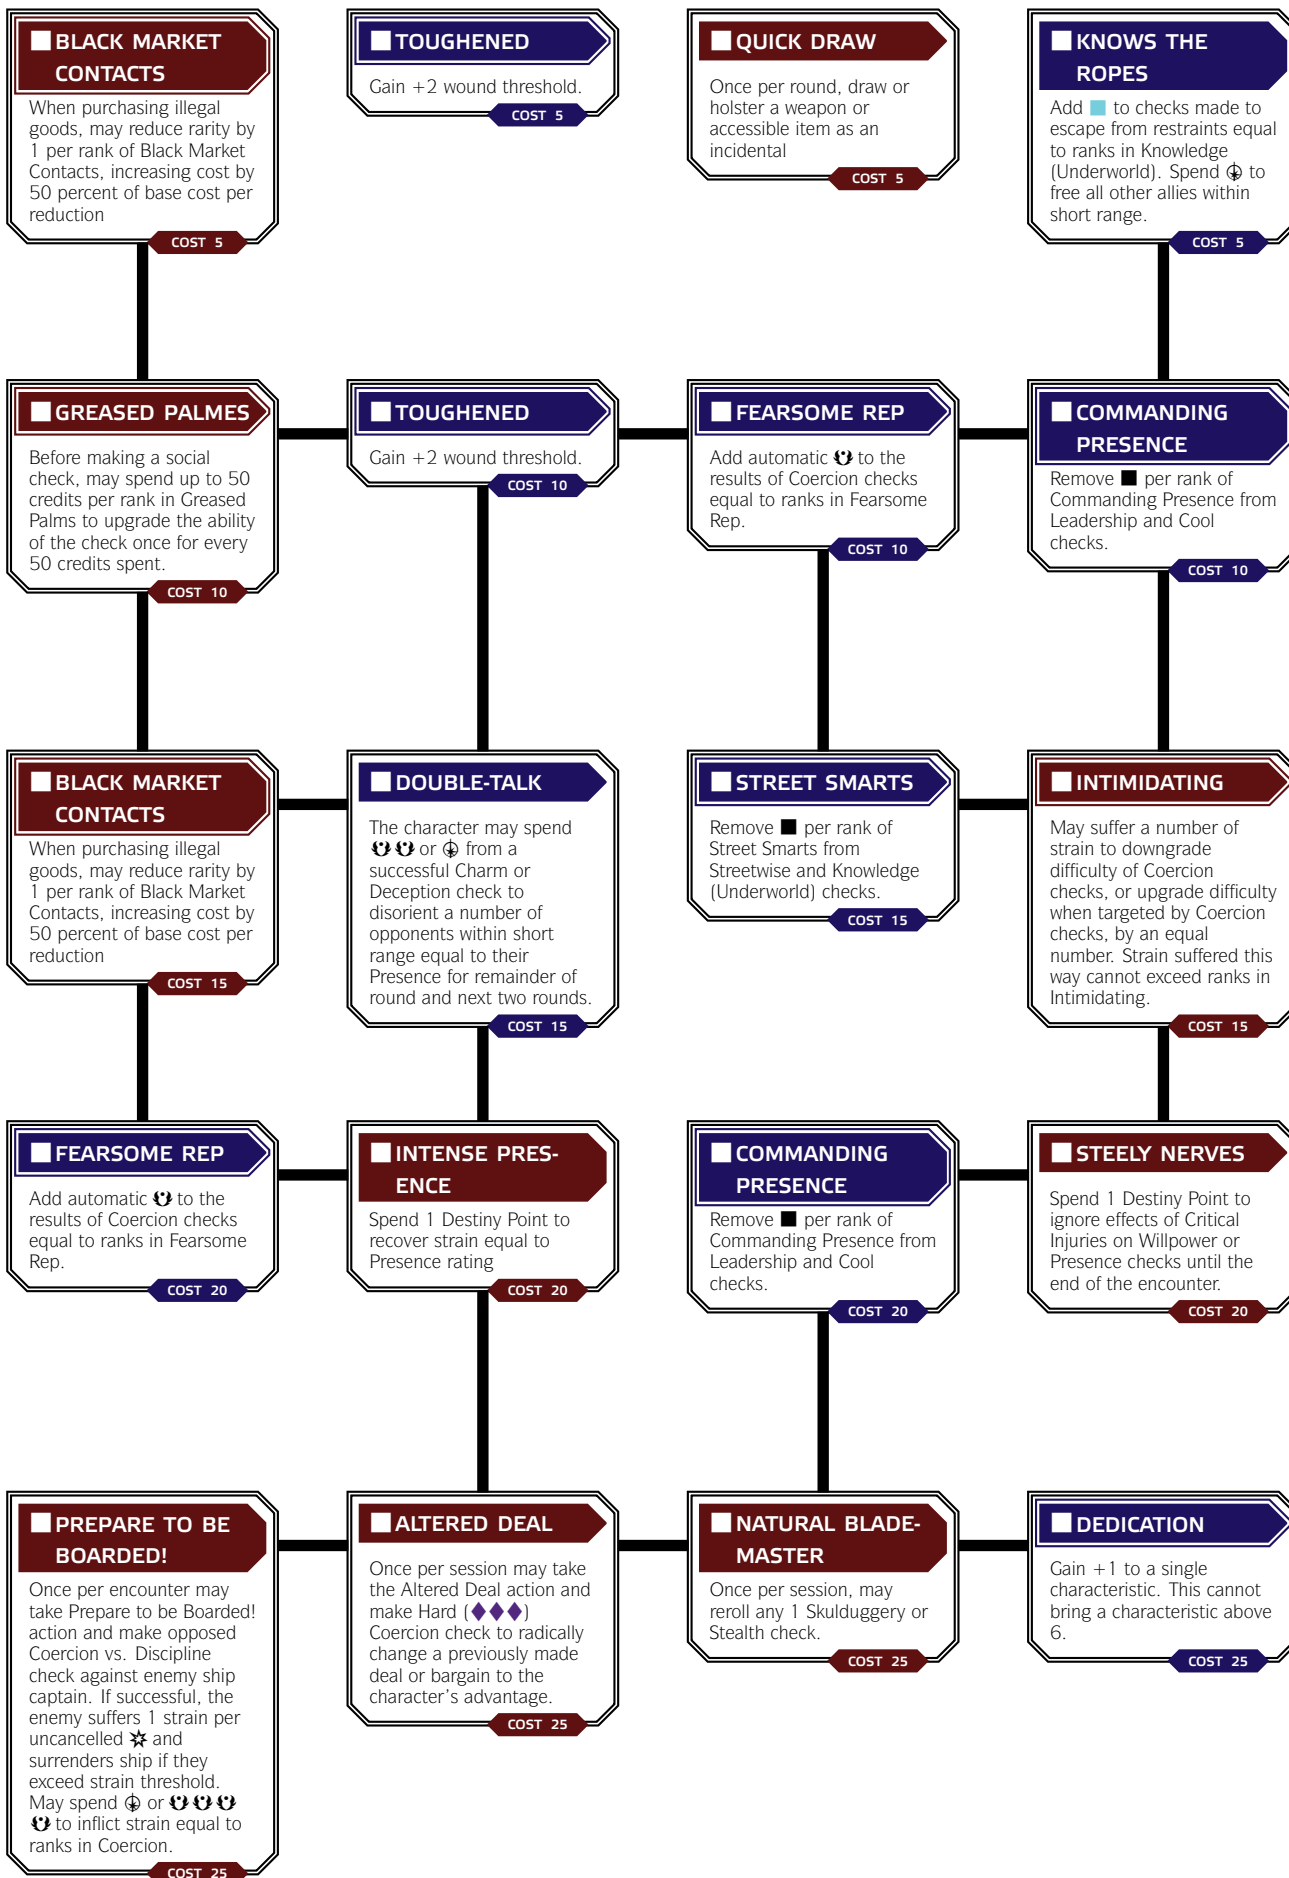 BLACK MARKET
CONTACTS
When purchasing illegal
goods, may reduce rarity by
1 per rank of Black Market
Contacts, increasing cost by
50 percent of base cost per
reduction
COST 5
TOUGHENED
Gain +2 wound threshold.
COST 5
QUICK DRAW
Once per round, draw or
holster a weapon or
accessible item as an
incidental
COST 5
KNOWS THE
ROPES
Add to checks made to
escape from restraints equal
to ranks in Knowledge
(Underworld). Spend to
free all other allies within
short range.
COST 5
GREASED PALMES
Before making a social
check, may spend up to 50
credits per rank in Greased
Palms to upgrade the ability
of the check once for every
50 credits spent.
COST 10
TOUGHENED
Gain +2 wound threshold.
COST 10
FEARSOME REP
Add automatic to the
results of Coercion checks
equal to ranks in Fearsome
Rep.
COST 10
COMMANDING
PRESENCE
Remove per rank of
Commanding Presence from
Leadership and Cool
checks.
COST 10
BLACK MARKET
CONTACTS
When purchasing illegal
goods, may reduce rarity by
1 per rank of Black Market
Contacts, increasing cost by
50 percent of base cost per
reduction
COST 15
DOUBLE-TALK
The character may spend
or from a
successful Charm or
Deception check to
disorient a number of
opponents within short
range equal to their
Presence for remainder of
round and next two rounds.
COST 15
STREET SMARTS
Remove per rank of
Street Smarts from
Streetwise and Knowledge
(Underworld) checks.
COST 15
INTIMIDATING
May suffer a number of
strain to downgrade
difficulty of Coercion
checks, or upgrade difficulty
when targeted by Coercion
checks, by an equal
number. Strain suffered this
way cannot exceed ranks in
Intimidating.
COST 15
FEARSOME REP
Add automatic to the
results of Coercion checks
equal to ranks in Fearsome
Rep.
COST 20
INTENSE PRES-
ENCE
Spend 1 Destiny Point to
recover strain equal to
Presence rating
COST 20
COMMANDING
PRESENCE
Remove per rank of
Commanding Presence from
Leadership and Cool
checks.
COST 20
STEELY NERVES
Spend 1 Destiny Point to
ignore effects of Critical
Injuries on Willpower or
Presence checks until the
end of the encounter.
COST 20
PREPARE TO BE
BOARDED!
Once per encounter may
take Prepare to be Boarded!
action and make opposed
Coercion vs. Discipline
check against enemy ship
captain. If successful, the
enemy suffers 1 strain per
uncancelled and
surrenders ship if they
exceed strain threshold.
May spend or
to inflict strain equal to
ranks in Coercion.
COST 25
ALTERED DEAL
Once per session may take
the Altered Deal action and
make Hard (♦♦♦)
Coercion check to radically
change a previously made
deal or bargain to the
character's advantage.
COST 25
NATURAL BLADE-
MASTER
Once per session, may
reroll any 1 Skulduggery or
Stealth check.
COST 25
DEDICATION
Gain +1 to a single
characteristic. This cannot
bring a characteristic above
6.
COST 25